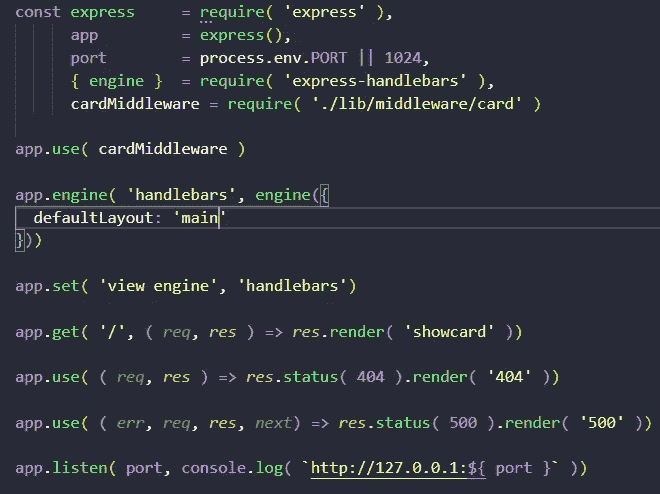 const express     = require( 'express' ),
      app         = express(),
      port        = process.env.PORT || 1024,
      { engine }  = require( 'express-handlebars' ),
      cardMiddleware = require( './lib/middleware/card' )
app.use( cardMiddleware )
app.engine( 'handlebars', engine({
  defaultLayout: 'main'
}))
app.set( 'view engine', 'handlebars')
app.get( '/', ( req, res ) => res.render( 'showcard' ))
app.use( ( req, res ) => res.status( 404 ).render( '404' ))
app.use( ( err, req, res, next) => res.status( 500 ).render( '500' ))
app.listen( port, console.log( `http://127.0.0.1:${ port }` ))